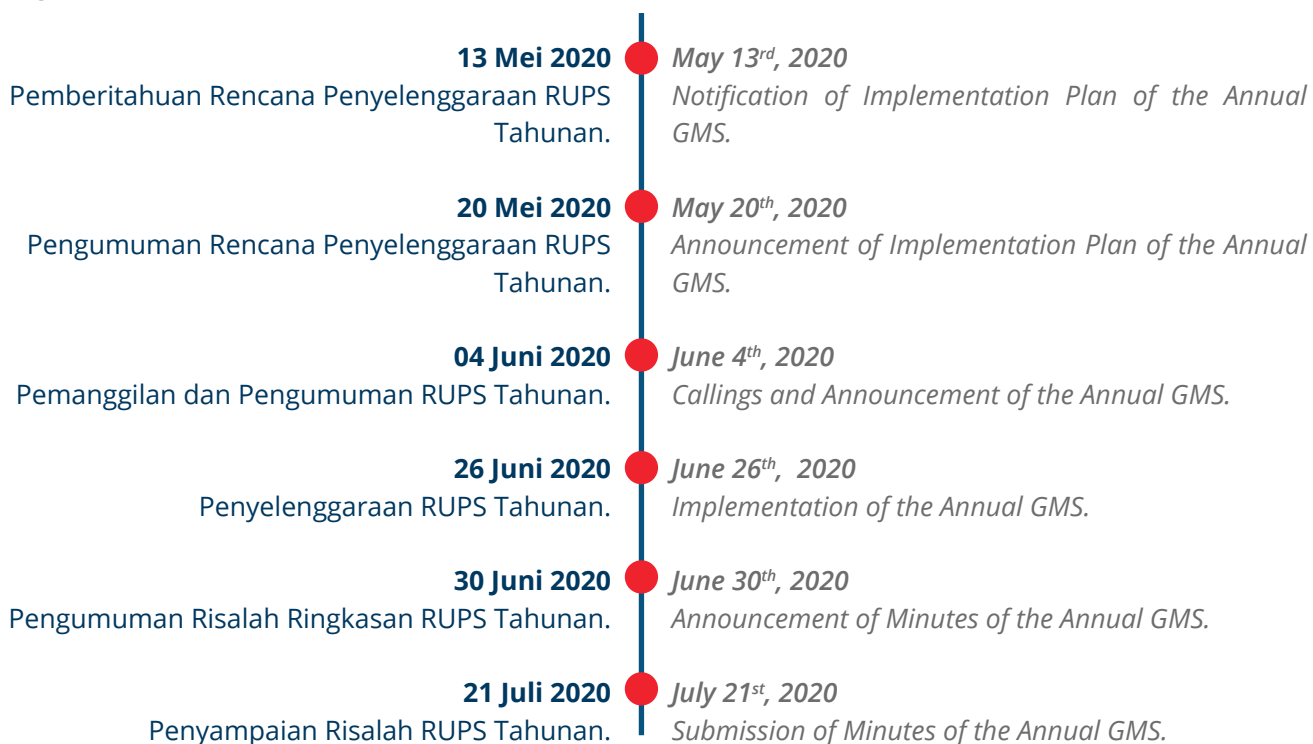 13 Mei 2020
Pemberitahuan Rencana Penyelenggaraan RUPS
Tahunan.
May 13rd, 2020
Notification of Implementation Plan of the Annual
GMS.
20 Mei 2020
Pengumuman Rencana Penyelenggaraan RUPS
Tahunan.
May 20th, 2020
Announcement of Implementation Plan of the Annual
GMS.
04 Juni 2020
Pemanggilan dan Pengumuman RUPS Tahunan.
June 4th, 2020
Callings and Announcement of the Annual GMS.
26 Juni 2020
Penyelenggaraan RUPS Tahunan.
June 26th, 2020
Implementation of the Annual GMS.
30 Juni 2020
Pengumuman Risalah Ringkasan RUPS Tahunan.
June 30th, 2020
Announcement of Minutes of the Annual GMS.
21 Juli 2020
Penyampaian Risalah RUPS Tahunan.
July 21st, 2020
Submission of Minutes of the Annual GMS.